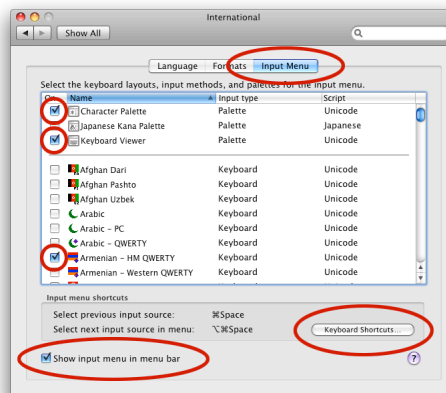 International
Show All
Language Formats Input Menu
Select the keyboard layouts, input methods, and palettes for the input menu.
Name Input type Script
Character Palette Palette Unicode
Japanese Kana Palette Palette Japanese
Keyboard Viewer Palette Unicode
Afghan Dari Keyboard Unicode
Afghan Pashto Keyboard Unicode
Afghan Uzbek Keyboard Unicode
Arabic Keyboard Unicode
Arabic – PC Keyboard Unicode
Arabic – QWERTY Keyboard Unicode
Armenian – HM QWERTY Keyboard Unicode
Armenian – Western QWERTY Keyboard Unicode
Input menu shortcuts
Select previous input source: ⌘Space
Select next input source in menu: ⌥⌘Space
Keyboard Shortcuts...
Show input menu in menu bar ?